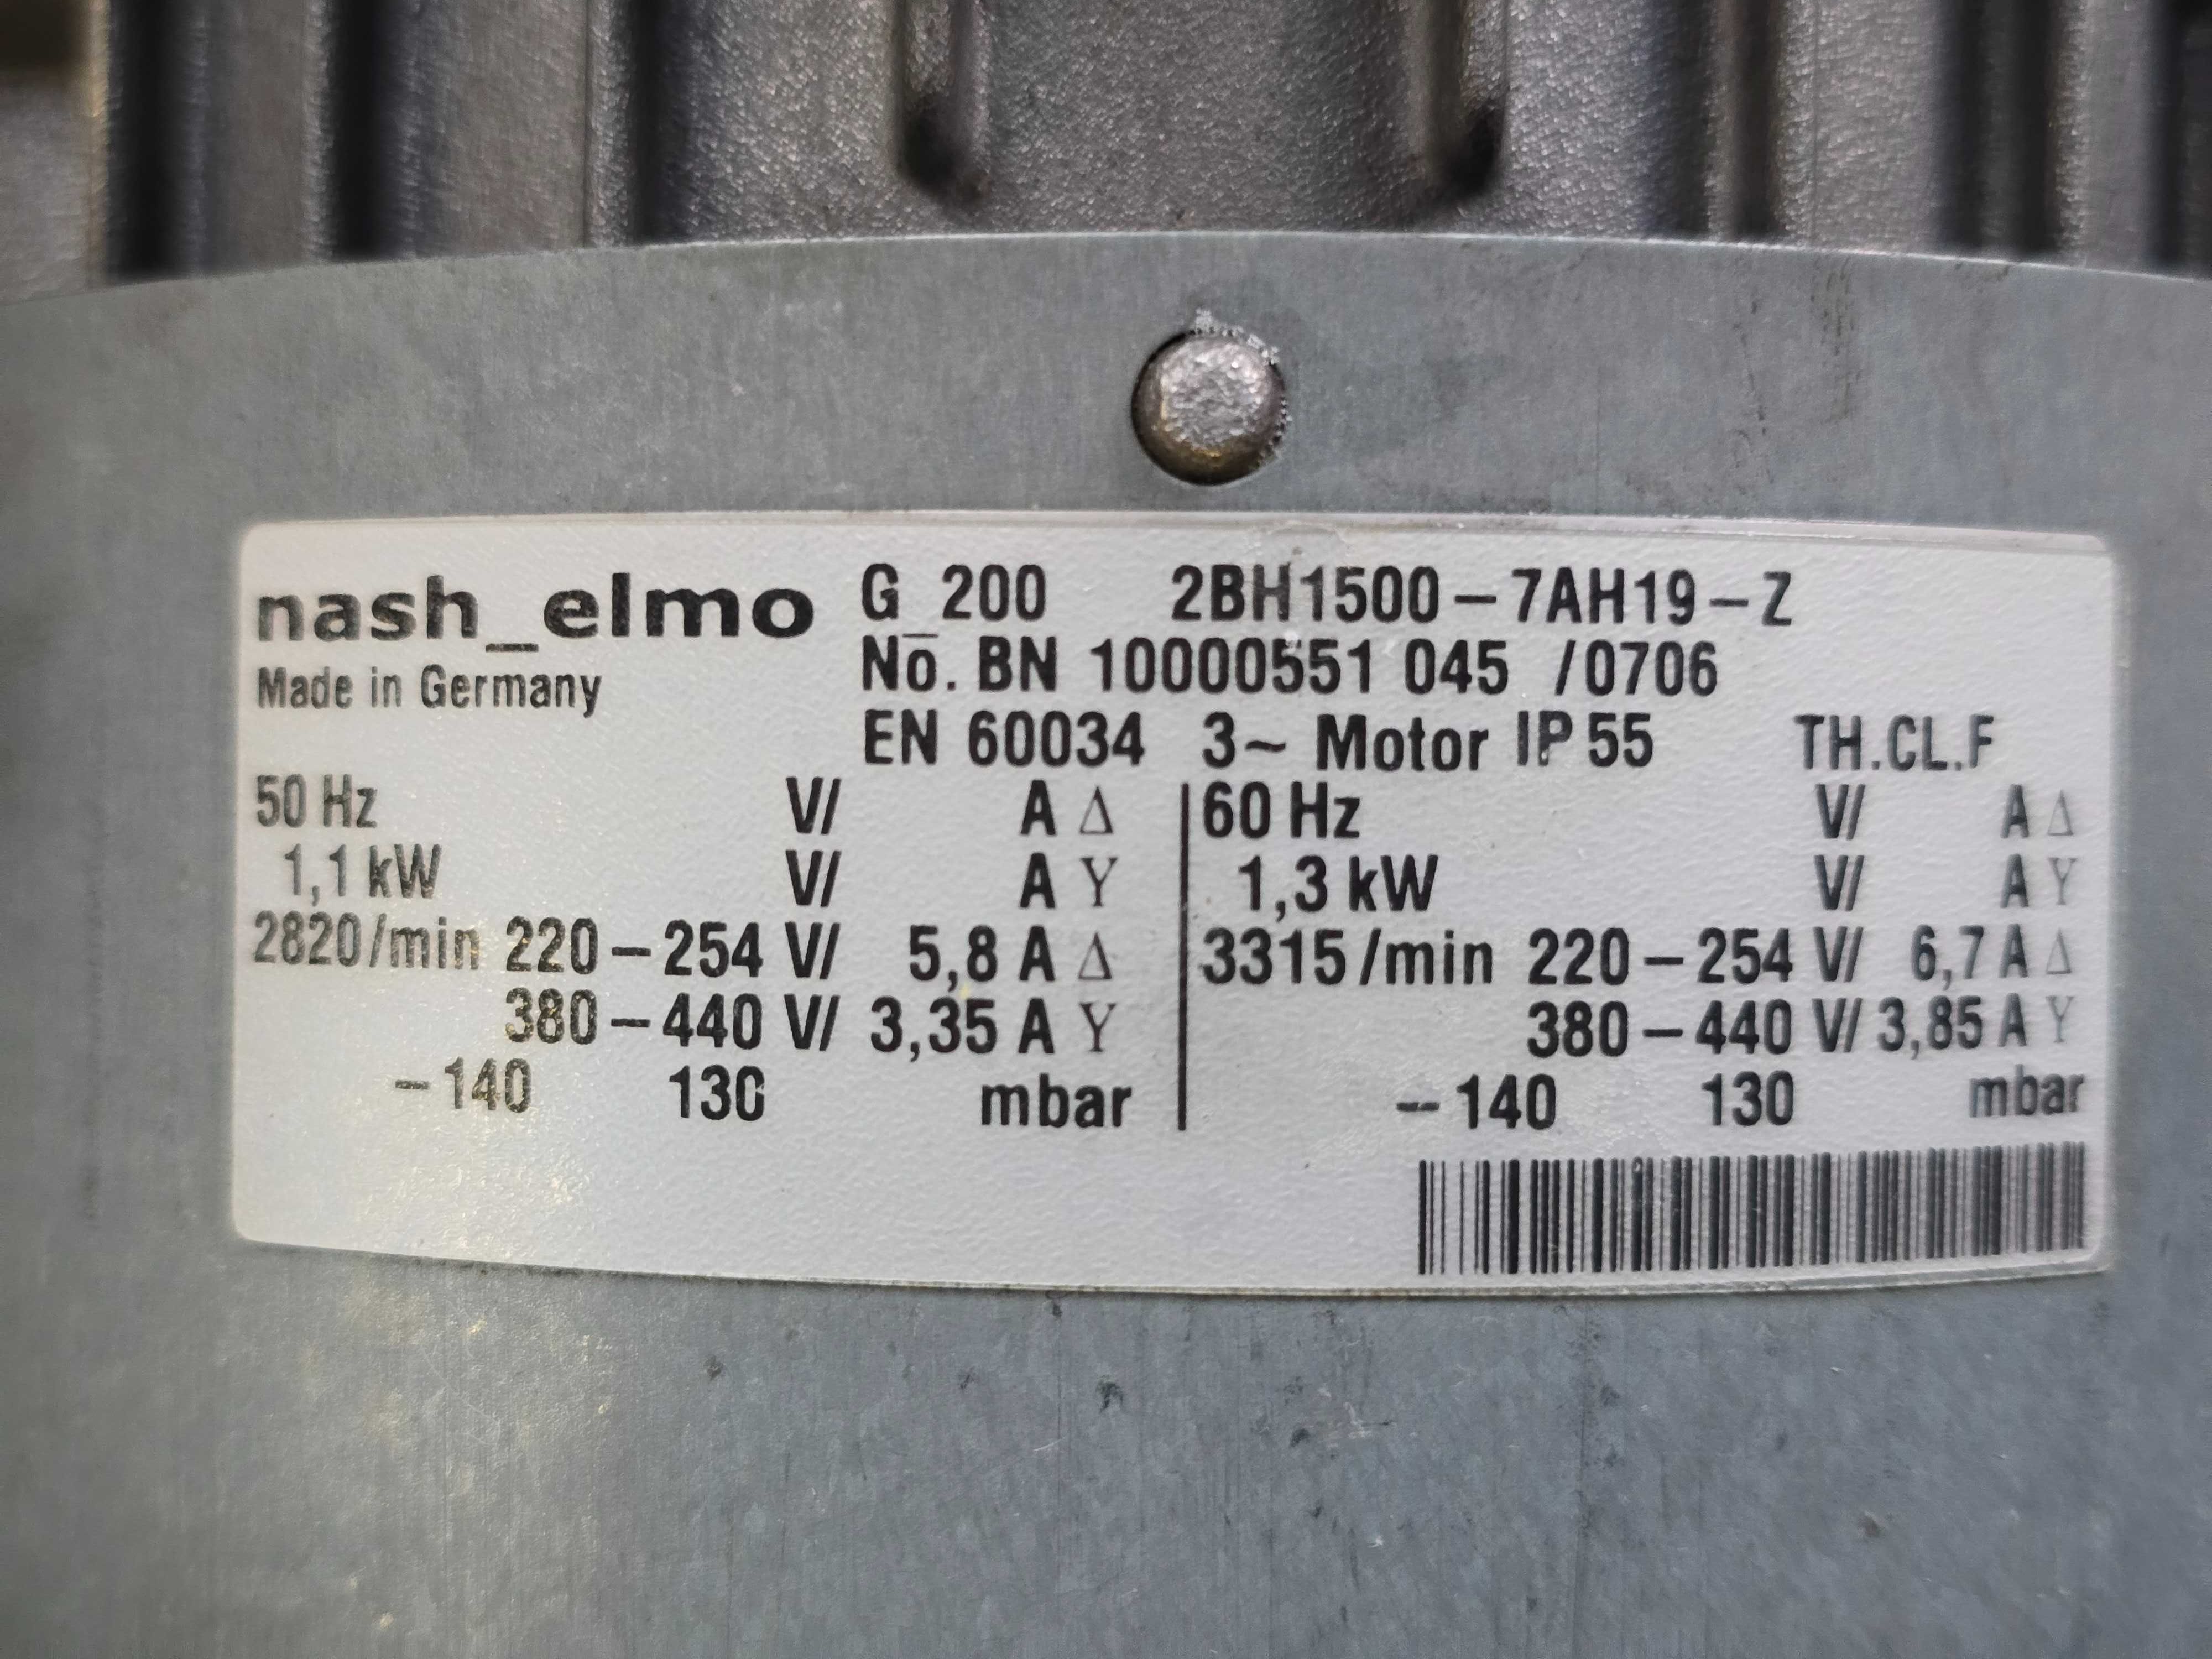 nash_elmo G_200 2BH1500-7AH19-Z
Made in Germany No. BN 10000551 045 /0706
EN 60034 3~ Motor IP 55 TH.CL.F
50 Hz V/ A Δ 60 Hz V/ A Δ
1,1 kW V/ A Y 1,3 kW V/ A Y
2820/min 220-254 V/ 5,8 A Δ 3315/min 220-254 V/ 6,7 A Δ
380-440 V/ 3,35 A Y 380-440 V/ 3,85 A Y
-140 130 mbar -140 130 mbar